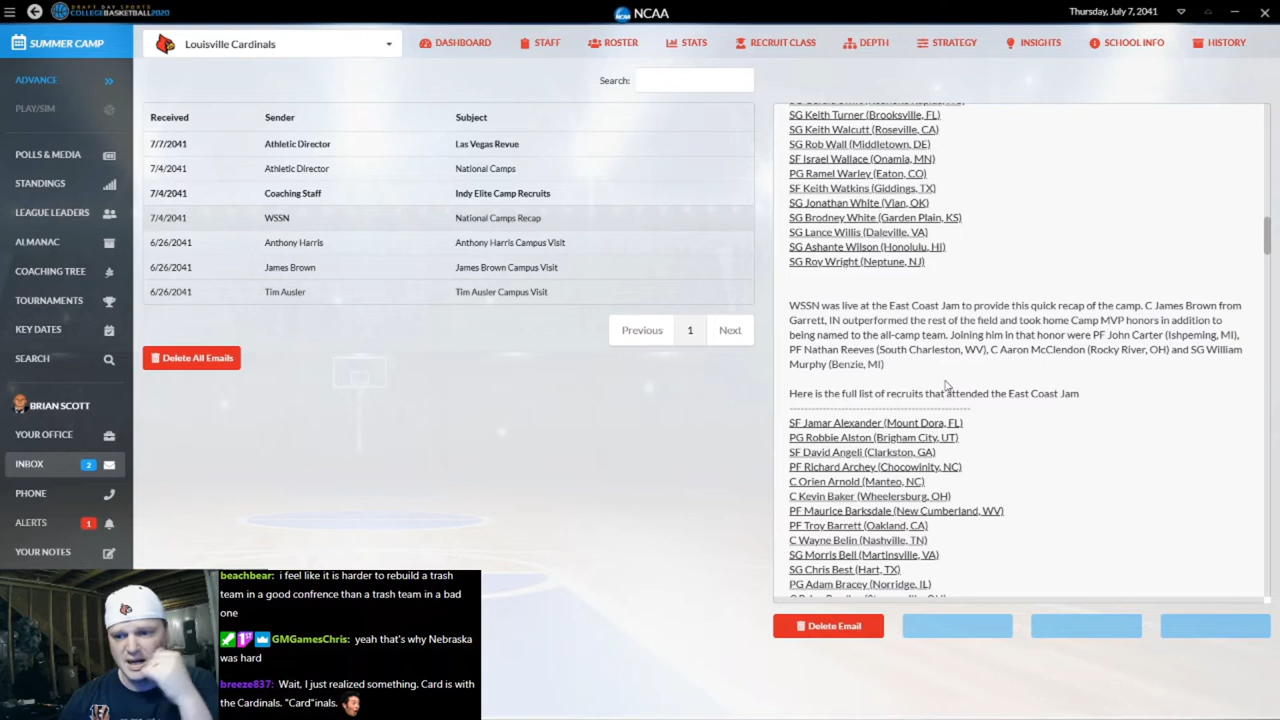 DRAFT DAY SPORTS
COLLEGE BASKETBALL 2020
NCAA
Thursday, July 7, 2041
SUMMER CAMP
Louisville Cardinals
DASHBOARD
STAFF
ROSTER
STATS
RECRUIT CLASS
DEPTH
STRATEGY
INSIGHTS
SCHOOL INFO
HISTORY
ADVANCE
PLAY/SIM
POLLS & MEDIA
STANDINGS
LEAGUE LEADERS
ALMANAC
COACHING TREE
TOURNAMENTS
KEY DATES
SEARCH
BRIAN SCOTT
YOUR OFFICE
INBOX 2
PHONE
ALERTS 1
YOUR NOTES
Search:
Received Sender Subject
7/7/2041 Athletic Director Las Vegas Revue
7/4/2041 Athletic Director National Camps
7/4/2041 Coaching Staff Indy Elite Camp Recruits
7/4/2041 WSSN National Camps Recap
6/26/2041 Anthony Harris Anthony Harris Campus Visit
6/26/2041 James Brown James Brown Campus Visit
6/26/2041 Tim Ausler Tim Ausler Campus Visit
Previous 1 Next
Delete All Emails
SG Keith Turner (Brooksville, FL)
SG Keith Walcutt (Roseville, CA)
SG Rob Wall (Middletown, DE)
SF Israel Wallace (Onamia, MN)
PG Ramel Warley (Eaton, CO)
SF Keith Watkins (Giddings, TX)
SG Jonathan White (Vian, OK)
SG Brodney White (Garden Plain, KS)
SG Lance Willis (Daleville, VA)
SG Ashante Wilson (Honolulu, HI)
SG Roy Wright (Neptune, NJ)
WSSN was live at the East Coast Jam to provide this quick recap of the camp. C James Brown from
Garrett, IN outperformed the rest of the field and took home Camp MVP honors in addition to
being named to the all-camp team. Joining him in that honor were PF John Carter (Ishpeming, MI),
PF Nathan Reeves (South Charleston, WV), C Aaron McClendon (Rocky River, OH) and SG William
Murphy (Benzie, MI)
Here is the full list of recruits that attended the East Coast Jam
----------------------------------------------
SF Jamar Alexander (Mount Dora, FL)
PG Robbie Alston (Brigham City, UT)
SF David Angeli (Clarkston, GA)
PF Richard Archey (Chocowinity, NC)
C Orien Arnold (Manteo, NC)
C Kevin Baker (Wheelersburg, OH)
PF Maurice Barksdale (New Cumberland, WV)
PF Troy Barrett (Oakland, CA)
C Wayne Belin (Nashville, TN)
SG Morris Bell (Martinsville, VA)
SG Chris Best (Hart, TX)
PG Adam Bracey (Norridge, IL)
Delete Email
beachbear: i feel like it is harder to rebuild a trash
team in a good confrence than a trash team in a bad
one
GMGamesChris: yeah that's why Nebraska
was hard
breeze837: Wait, I just realized something. Card is with
the Cardinals. "Card"inals.